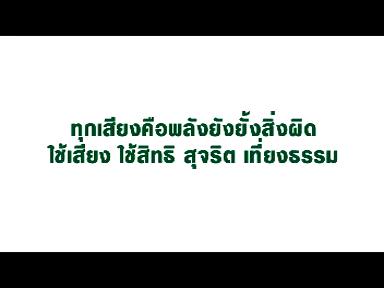 ทุกเสียงคือพลังยังยั้งสิ่งผิด
ใช้เสียง ใช้สิทธิ สุจริต เที่ยงธรรม